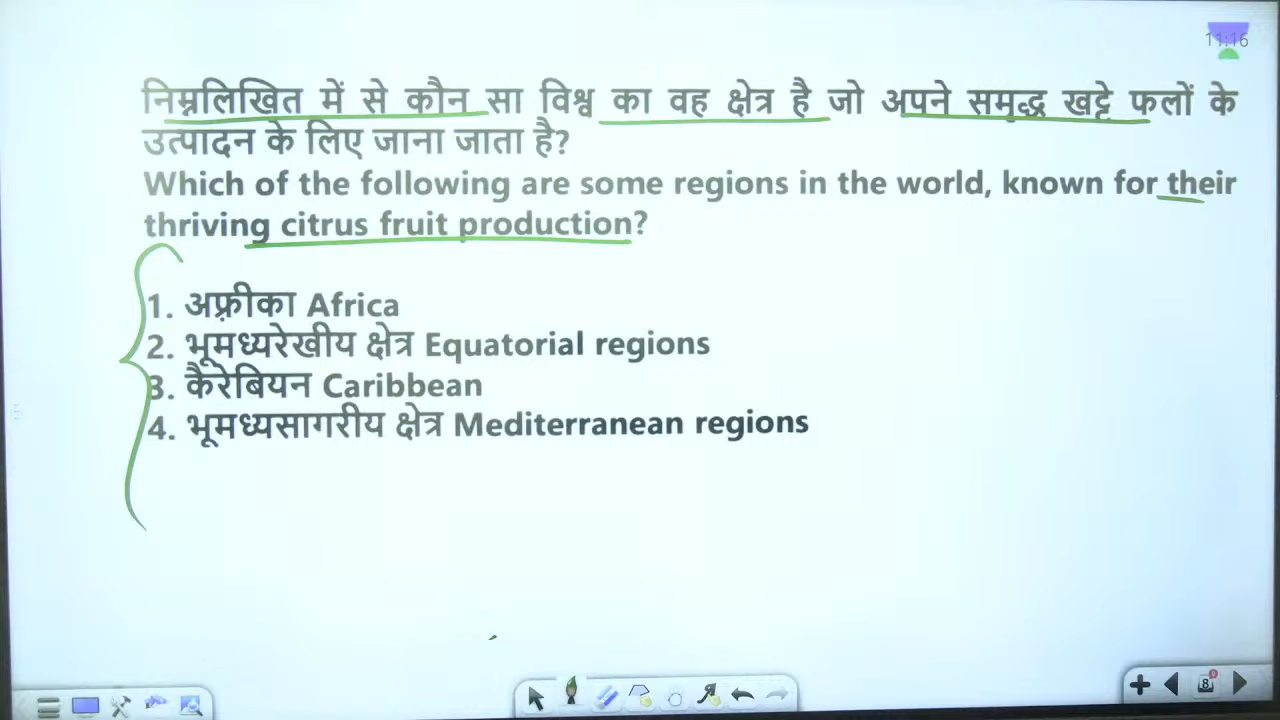 11:16
निम्नलिखित में से कौन सा विश्व का वह क्षेत्र है जो अपने समृद्ध खट्टे फलों के
उत्पादन के लिए जाना जाता है?
Which of the following are some regions in the world, known for their
thriving citrus fruit production?
1. अफ़्रीका Africa
2. भूमध्यरेखीय क्षेत्र Equatorial regions
3. कैरेबियन Caribbean
4. भूमध्यसागरीय क्षेत्र Mediterranean regions
8